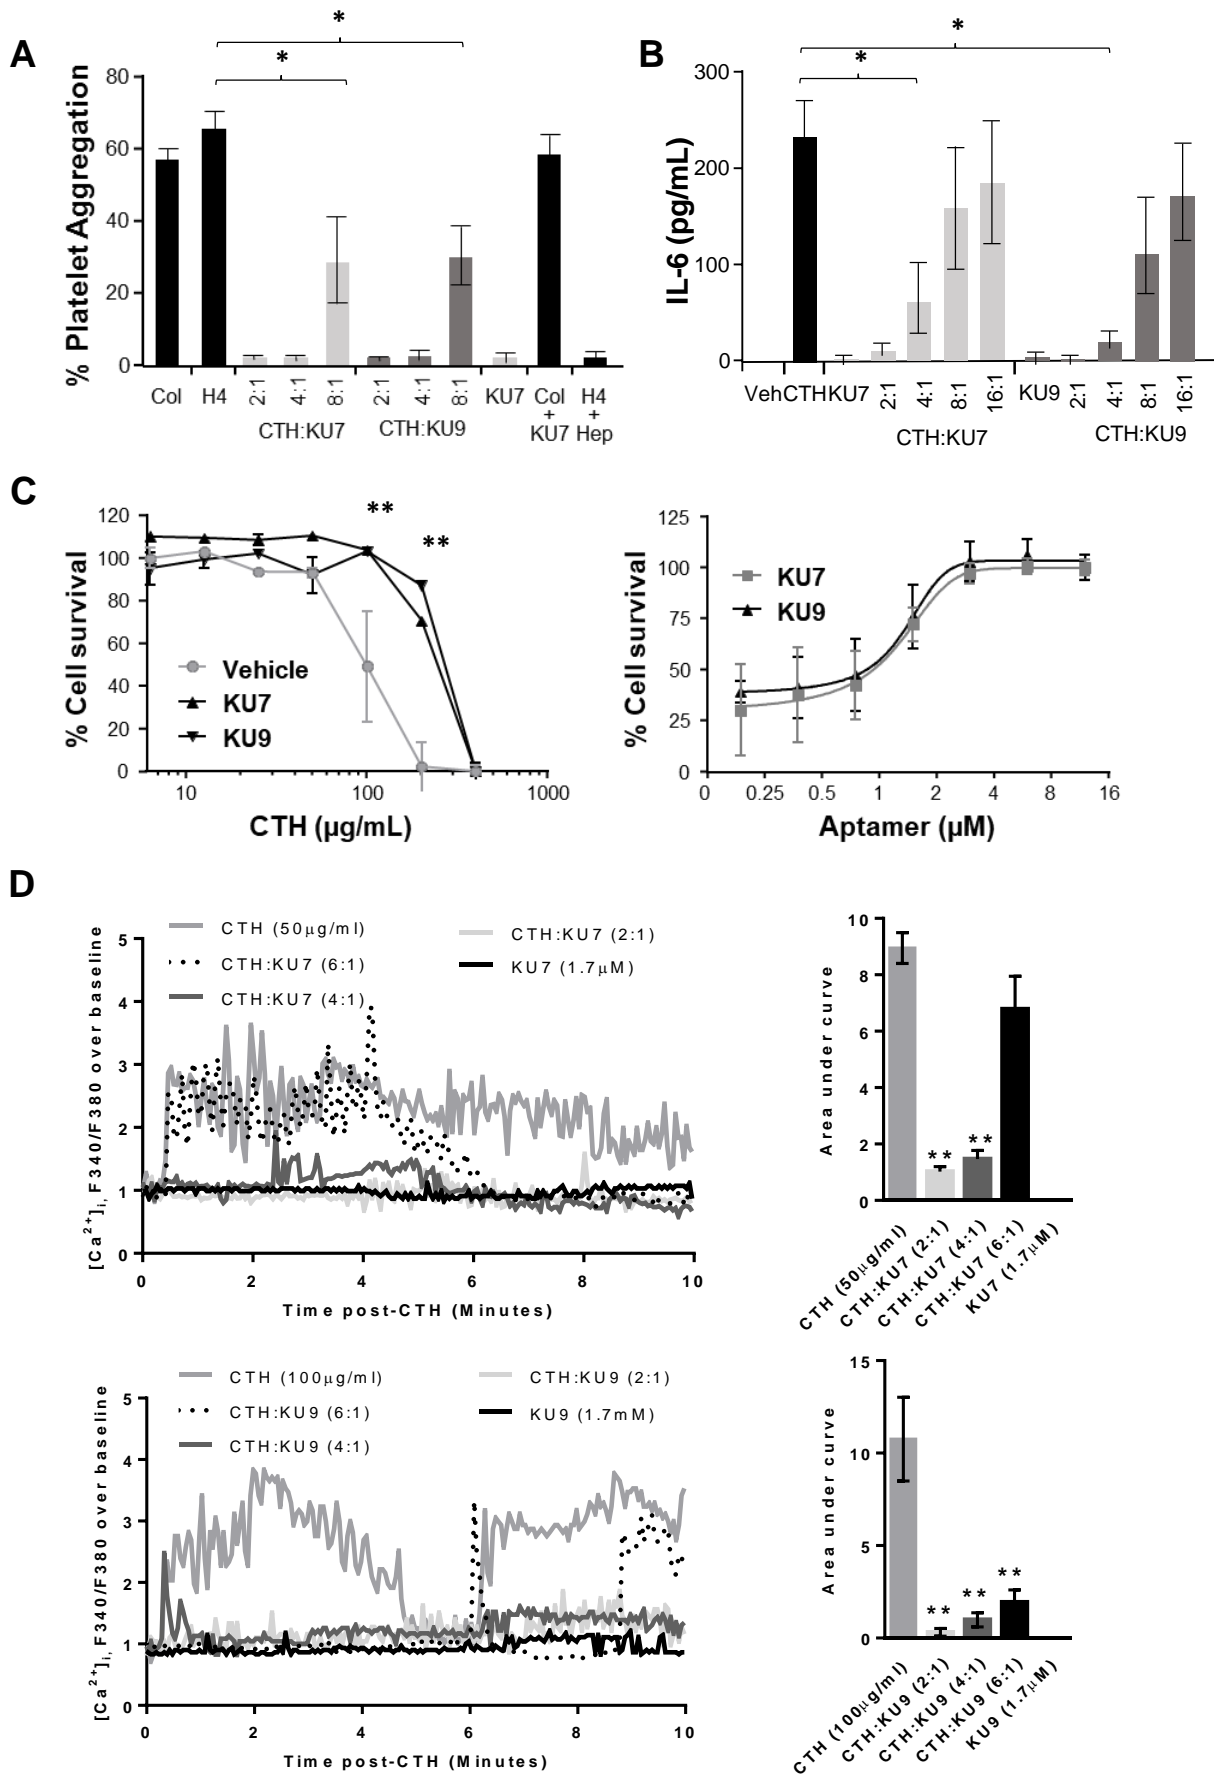 A
*
*
% Platelet Aggregation
80
60
40
20
0
Col
H4
2:1
4:1
8:1
2:1
4:1
8:1
KU7
Col + KU7
H4 + Hep
CTH:KU7
CTH:KU9
B
*
*
IL-6 (pg/mL)
300
200
100
0
Veh
CTH
KU7
2:1
4:1
8:1
16:1
KU9
2:1
4:1
8:1
16:1
CTH:KU7
CTH:KU9
C
**
**
% Cell survival
120
100
80
60
40
20
0
Vehicle
KU7
KU9
10
100
1000
CTH (µg/mL)
% Cell survival
125
100
75
50
25
0
KU7
KU9
0
0.25
0.5
1
2
4
8
16
Aptamer (µM)
D
CTH (50µg/ml)
CTH:KU7 (6:1)
CTH:KU7 (4:1)
CTH:KU7 (2:1)
KU7 (1.7µM)
[Ca2+]i, F340/F380 over baseline
5
4
3
2
1
0
0
2
4
6
8
10
Time post-CTH (Minutes)
Area under curve
10
8
6
4
2
0
**
**
CTH (50µg/ml)
CTH:KU7 (2:1)
CTH:KU7 (4:1)
CTH:KU7 (6:1)
KU7 (1.7µM)
CTH (100µg/ml)
CTH:KU9 (6:1)
CTH:KU9 (4:1)
CTH:KU9 (2:1)
KU9 (1.7mM)
[Ca2+]i, F340/F380 over baseline
5
4
3
2
1
0
0
2
4
6
8
10
Time post-CTH (Minutes)
Area under curve
15
10
5
0
**
**
**
CTH (100µg/ml)
CTH:KU9 (2:1)
CTH:KU9 (4:1)
CTH:KU9 (6:1)
KU9 (1.7µM)